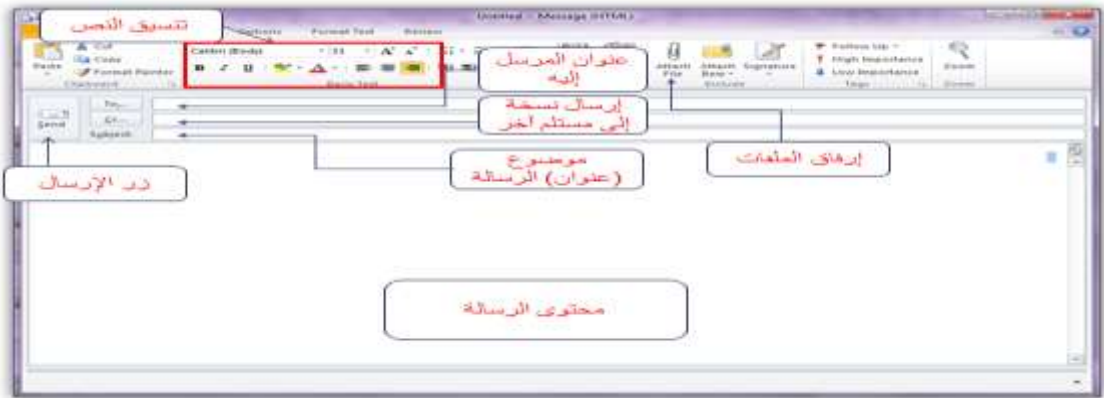 Untitled - Message (HTML)
تنسيق النص
Options Format Text Review
Cut
Copy
Format Painter
Paste
Clipboard
Calibri (Body) 11 A A
B I U A
Basic Text
عنوان المرسل
إليه
Attach
File
Attach
Item
Signature
Include
Follow Up
High Importance
Low Importance
Tags
Zoom
Zoom
Send
To...
Cc...
Subject:
إرسال نسخة
إلى مستلم آخر
موضوع
(عنوان) الرسالة
إرفاق الملفات
زر الإرسال
محتوى الرسالة